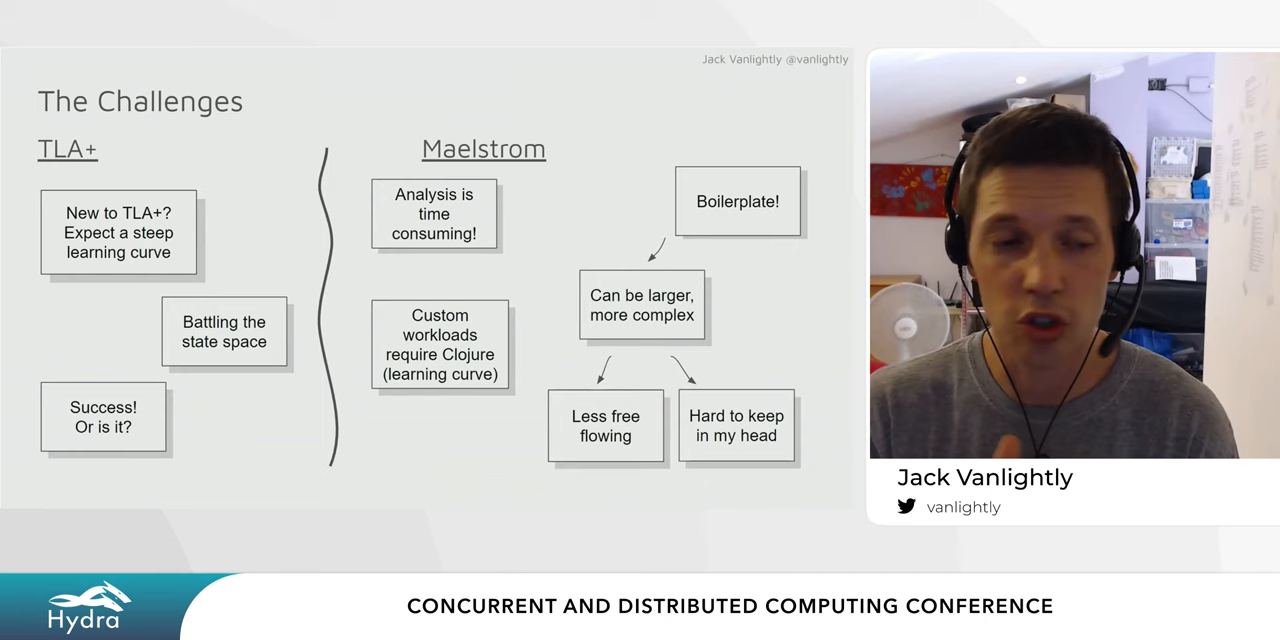 Jack Vanlightly @vanlightly
The Challenges
TLA+
New to TLA+?
Expect a steep
learning curve
Battling the
state space
Success!
Or is it?
Maelstrom
Analysis is
time
consuming!
Custom
workloads
require Clojure
(learning curve)
Boilerplate!
Can be larger,
more complex
Less free
flowing
Hard to keep
in my head
Jack Vanlightly
vanlightly
Hydra
CONCURRENT AND DISTRIBUTED COMPUTING CONFERENCE